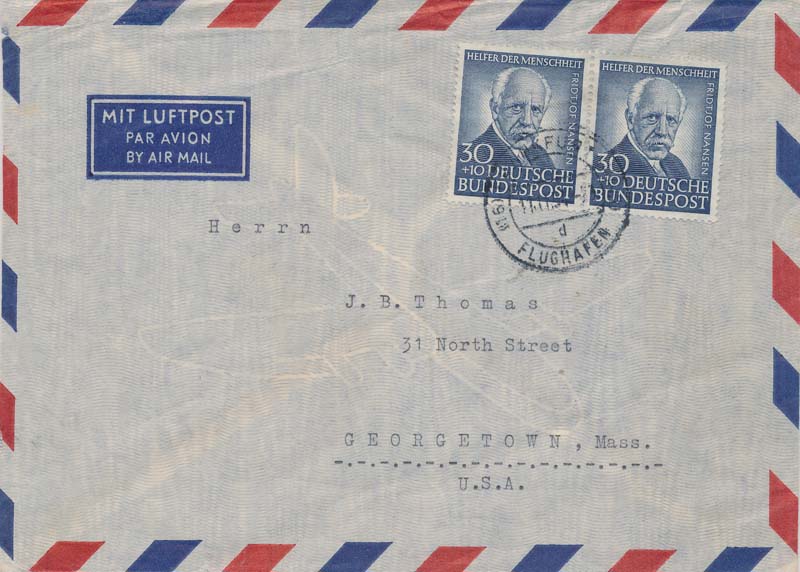 MIT LUFTPOST
PAR AVION
BY AIR MAIL
HELFER DER MENSCHHEIT
FRIDTJOF NANSEN
30
+10 DEUTSCHE
BUNDESPOST
HELFER DER MENSCHHEIT
FRIDTJOF NANSEN
30
+10 DEUTSCHE
BUNDESPOST
d
FLUGHAFEN
Herrn
J. B. Thomas
31 North Street
GEORGETOWN, Mass.
U.S.A.